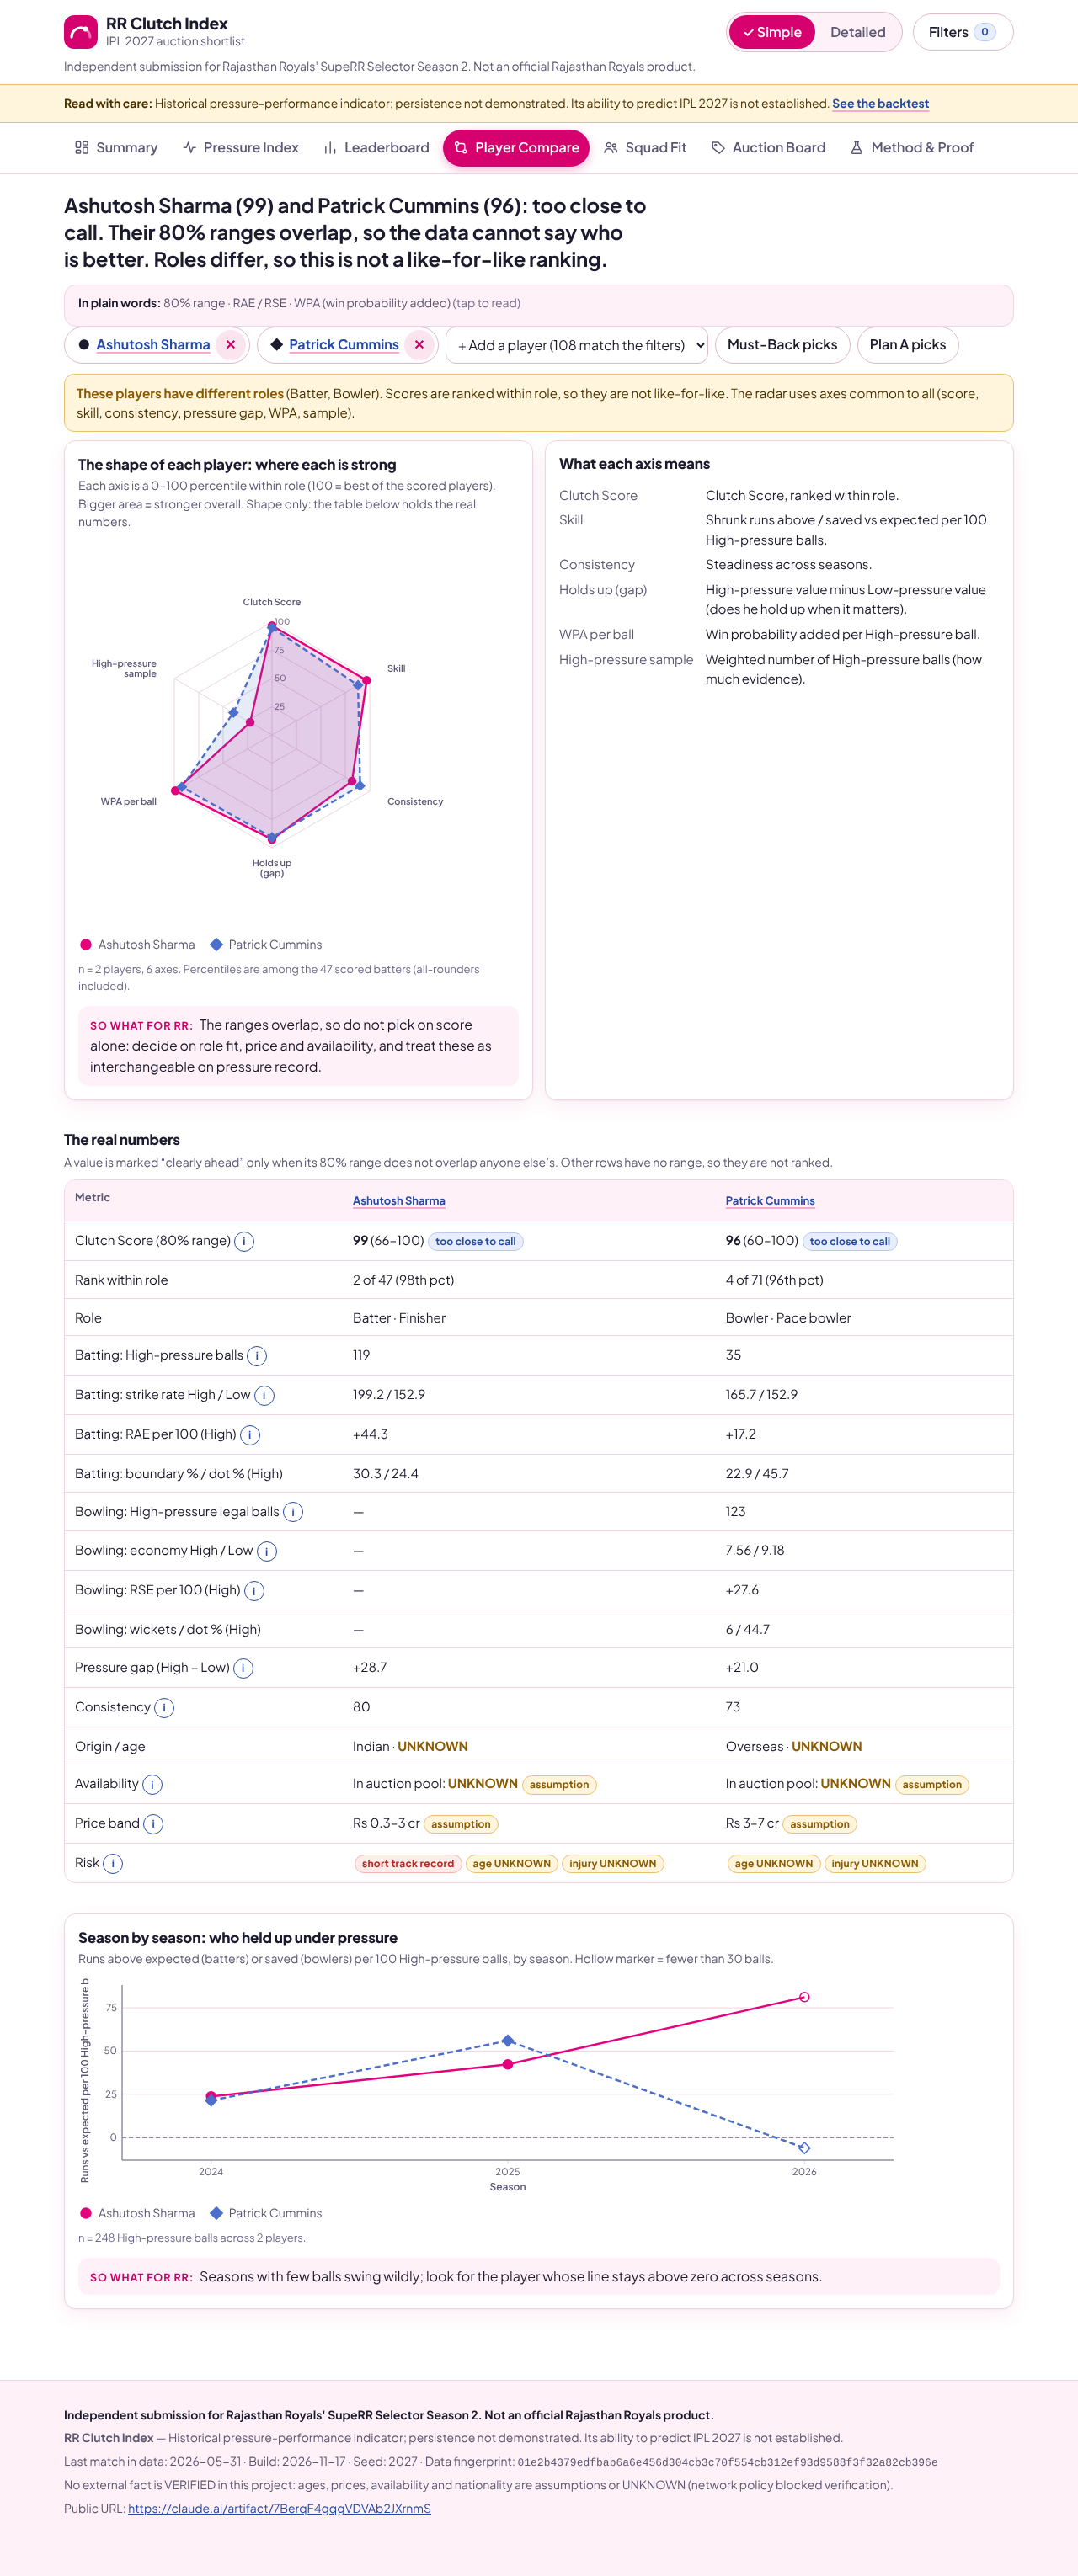 RR Clutch Index
IPL 2027 auction shortlist
✓ Simple
Detailed
Filters 0
Independent submission for Rajasthan Royals' SupeRR Selector Season 2. Not an official Rajasthan Royals product.
Read with care: Historical pressure-performance indicator; persistence not demonstrated. Its ability to predict IPL 2027 is not established. See the backtest
Summary
Pressure Index
Leaderboard
Player Compare
Squad Fit
Auction Board
Method & Proof
Ashutosh Sharma (99) and Patrick Cummins (96): too close to
call. Their 80% ranges overlap, so the data cannot say who
is better. Roles differ, so this is not a like-for-like ranking.
In plain words: 80% range · RAE / RSE · WPA (win probability added) (tap to read)
Ashutosh Sharma ✕
Patrick Cummins ✕
+ Add a player (108 match the filters)
Must-Back picks
Plan A picks
These players have different roles (Batter, Bowler). Scores are ranked within role, so they are not like-for-like. The radar uses axes common to all (score,
skill, consistency, pressure gap, WPA, sample).
The shape of each player: where each is strong
Each axis is a 0–100 percentile within role (100 = best of the scored players).
Bigger area = stronger overall. Shape only: the table below holds the real
numbers.
Clutch Score
100
75
50
25
High-pressure
sample
Skill
WPA per ball
Consistency
Holds up
(gap)
Ashutosh Sharma
Patrick Cummins
n = 2 players, 6 axes. Percentiles are among the 47 scored batters (all-rounders
included).
SO WHAT FOR RR: The ranges overlap, so do not pick on score
alone: decide on role fit, price and availability, and treat these as
interchangeable on pressure record.
What each axis means
Clutch Score Clutch Score, ranked within role.
Skill Shrunk runs above / saved vs expected per 100
High-pressure balls.
Consistency Steadiness across seasons.
Holds up (gap) High-pressure value minus Low-pressure value
(does he hold up when it matters).
WPA per ball Win probability added per High-pressure ball.
High-pressure sample Weighted number of High-pressure balls (how
much evidence).
The real numbers
A value is marked “clearly ahead” only when its 80% range does not overlap anyone else’s. Other rows have no range, so they are not ranked.
Metric Ashutosh Sharma Patrick Cummins
Clutch Score (80% range) i 99 (66–100) too close to call 96 (60–100) too close to call
Rank within role 2 of 47 (98th pct) 4 of 71 (96th pct)
Role Batter · Finisher Bowler · Pace bowler
Batting: High-pressure balls i 119 35
Batting: strike rate High / Low i 199.2 / 152.9 165.7 / 152.9
Batting: RAE per 100 (High) i +44.3 +17.2
Batting: boundary % / dot % (High) 30.3 / 24.4 22.9 / 45.7
Bowling: High-pressure legal balls i — 123
Bowling: economy High / Low i — 7.56 / 9.18
Bowling: RSE per 100 (High) i — +27.6
Bowling: wickets / dot % (High) — 6 / 44.7
Pressure gap (High − Low) i +28.7 +21.0
Consistency i 80 73
Origin / age Indian · UNKNOWN Overseas · UNKNOWN
Availability i In auction pool: UNKNOWN assumption In auction pool: UNKNOWN assumption
Price band i Rs 0.3–3 cr assumption Rs 3–7 cr assumption
Risk i short track record age UNKNOWN injury UNKNOWN age UNKNOWN injury UNKNOWN
Season by season: who held up under pressure
Runs above expected (batters) or saved (bowlers) per 100 High-pressure balls, by season. Hollow marker = fewer than 30 balls.
Runs vs expected per 100 High-pressure b.
75
50
25
0
2024
2025
2026
Season
Ashutosh Sharma
Patrick Cummins
n = 248 High-pressure balls across 2 players.
SO WHAT FOR RR: Seasons with few balls swing wildly; look for the player whose line stays above zero across seasons.
Independent submission for Rajasthan Royals' SupeRR Selector Season 2. Not an official Rajasthan Royals product.
RR Clutch Index — Historical pressure-performance indicator; persistence not demonstrated. Its ability to predict IPL 2027 is not established.
Last match in data: 2026-05-31 · Build: 2026-11-17 · Seed: 2027 · Data fingerprint: 01e2b4379edfbab6a6e456d304cb3c70f554cb312ef93d9588f3f32a82cb396e
No external fact is VERIFIED in this project: ages, prices, availability and nationality are assumptions or UNKNOWN (network policy blocked verification).
Public URL: https://claude.ai/artifact/7BerqF4gqgVDVAb2JXrnmS